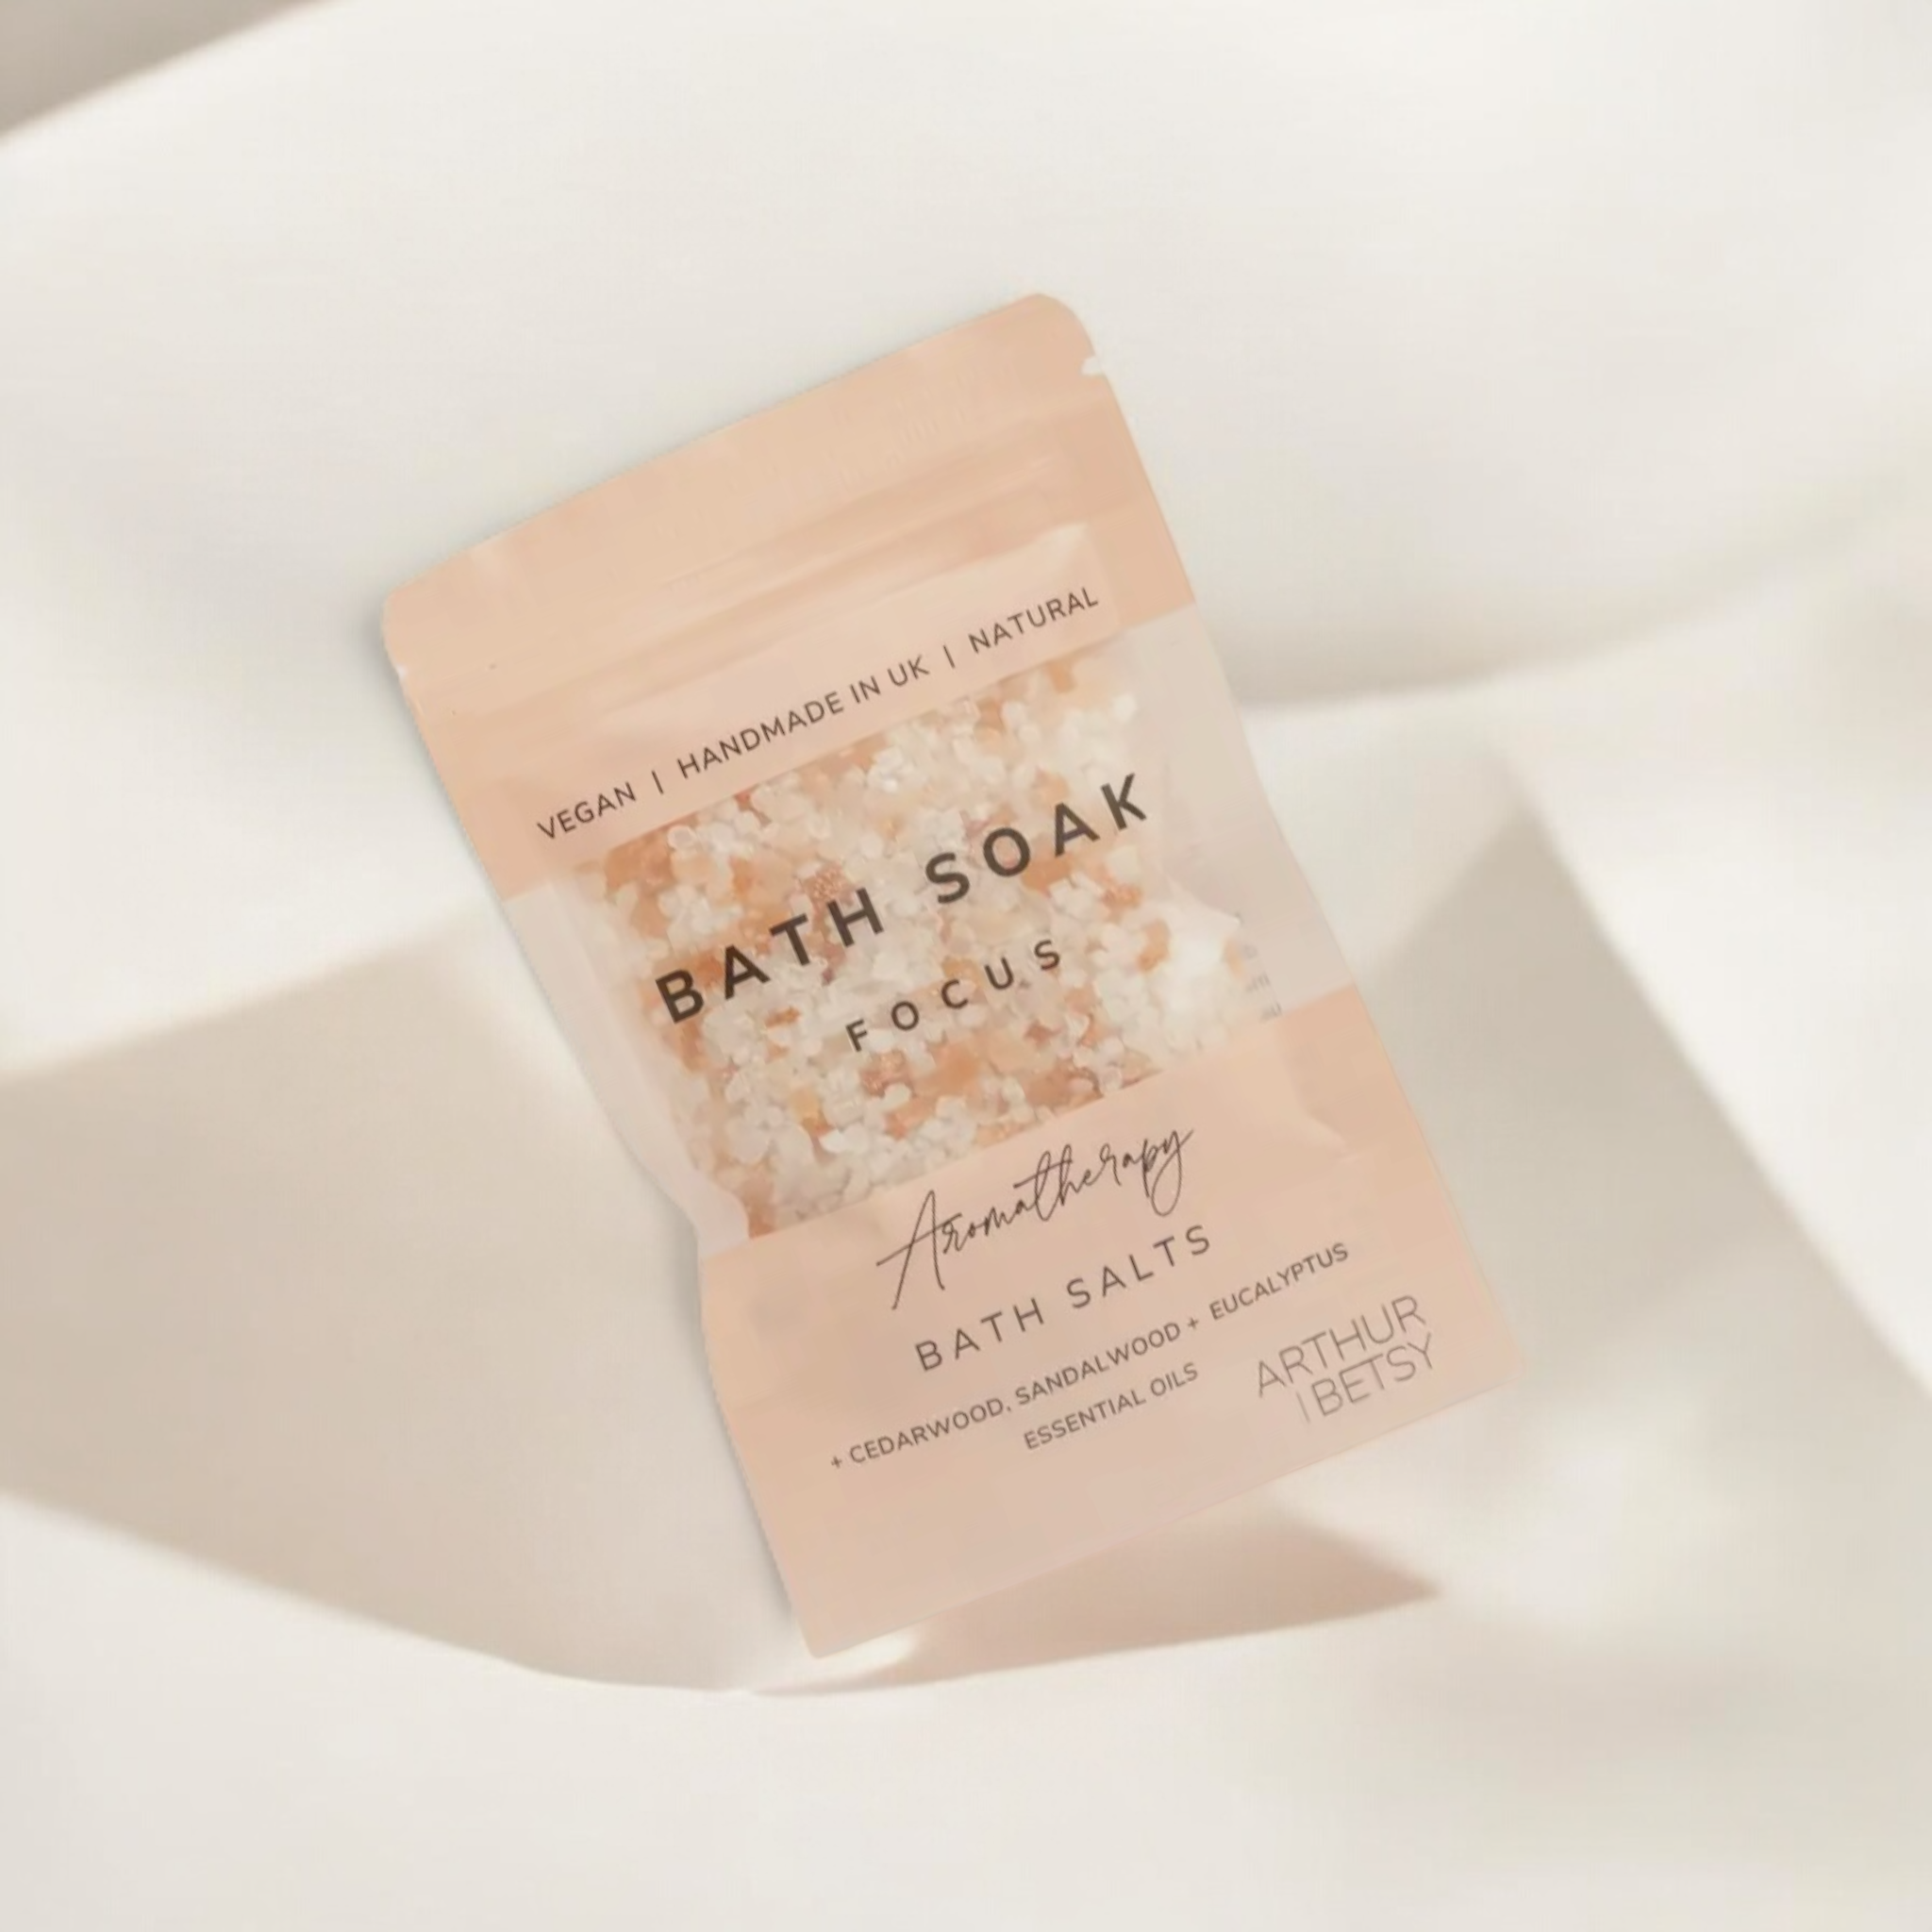 VEGAN | HANDMADE IN UK | NATURAL
BATH SOAK
FOCUS
Aromatherapy
BATH SALTS
+ CEDARWOOD, SANDALWOOD + EUCALYPTUS
ESSENTIAL OILS
ARTHUR
| BETSY